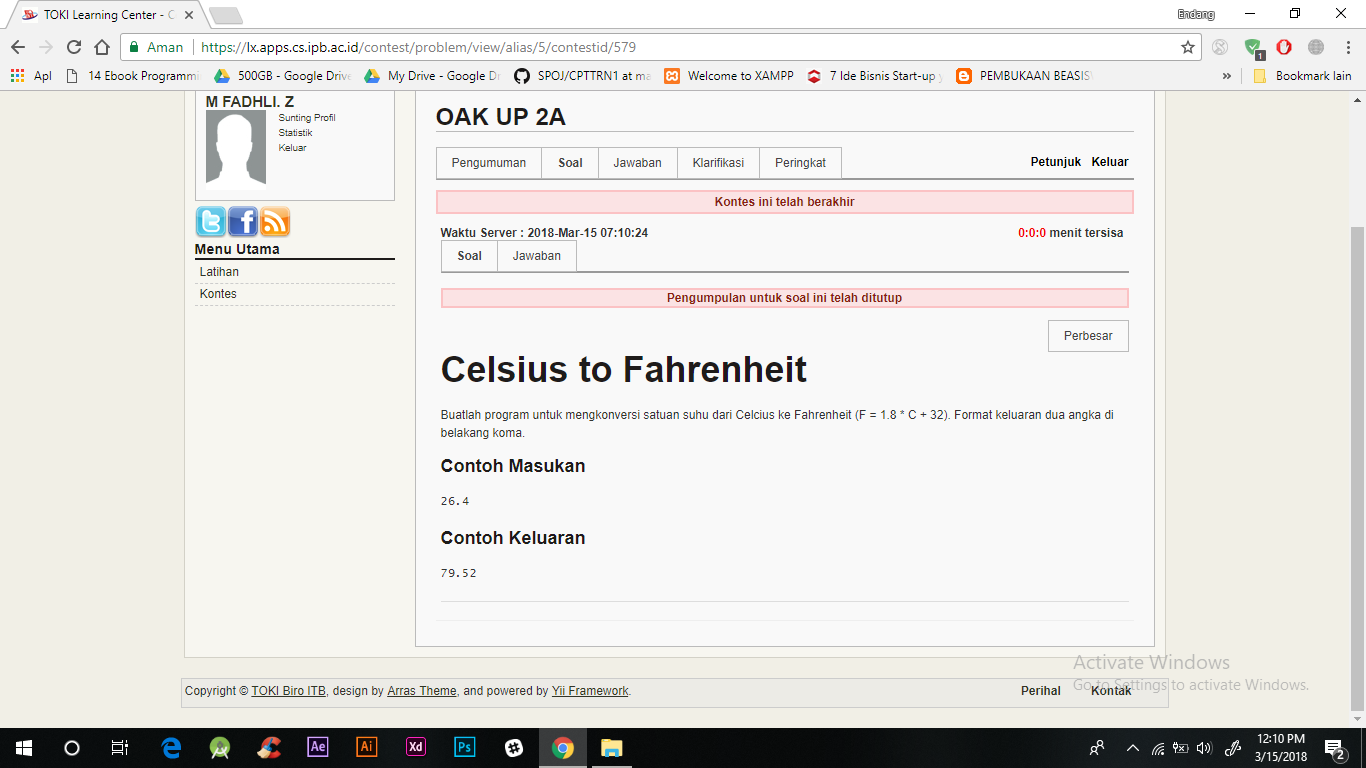 TOKI Learning Center - C
Endang
Aman
https://lx.apps.cs.ipb.ac.id/contest/problem/view/alias/5/contestid/579
1
Apl
14 Ebook Programmi
500GB - Google Drive
My Drive - Google D
SPOJ/CPTTRN1 at ma
Welcome to XAMPP
7 Ide Bisnis Start-up
PEMBUKAAN BEASIS
»
Bookmark lain
M FADHLI. Z
Sunting Profil
Statistik
Keluar
Menu Utama
Latihan
Kontes
OAK UP 2A
Pengumuman Soal Jawaban Klarifikasi Peringkat
Petunjuk Keluar
Kontes ini telah berakhir
Waktu Server : 2018-Mar-15 07:10:24
0:0:0 menit tersisa
Soal Jawaban
Pengumpulan untuk soal ini telah ditutup
Perbesar
Celsius to Fahrenheit
Buatlah program untuk mengkonversi satuan suhu dari Celcius ke Fahrenheit (F = 1.8 * C + 32). Format keluaran dua angka di
belakang koma.
Contoh Masukan
26.4
Contoh Keluaran
79.52
Activate Windows
Go to Settings to activate Windows.
Copyright © TOKI Biro ITB, design by Arras Theme, and powered by Yii Framework.
Perihal Kontak
Ae
Ai
Xd
Ps
12:10 PM
3/15/2018
2